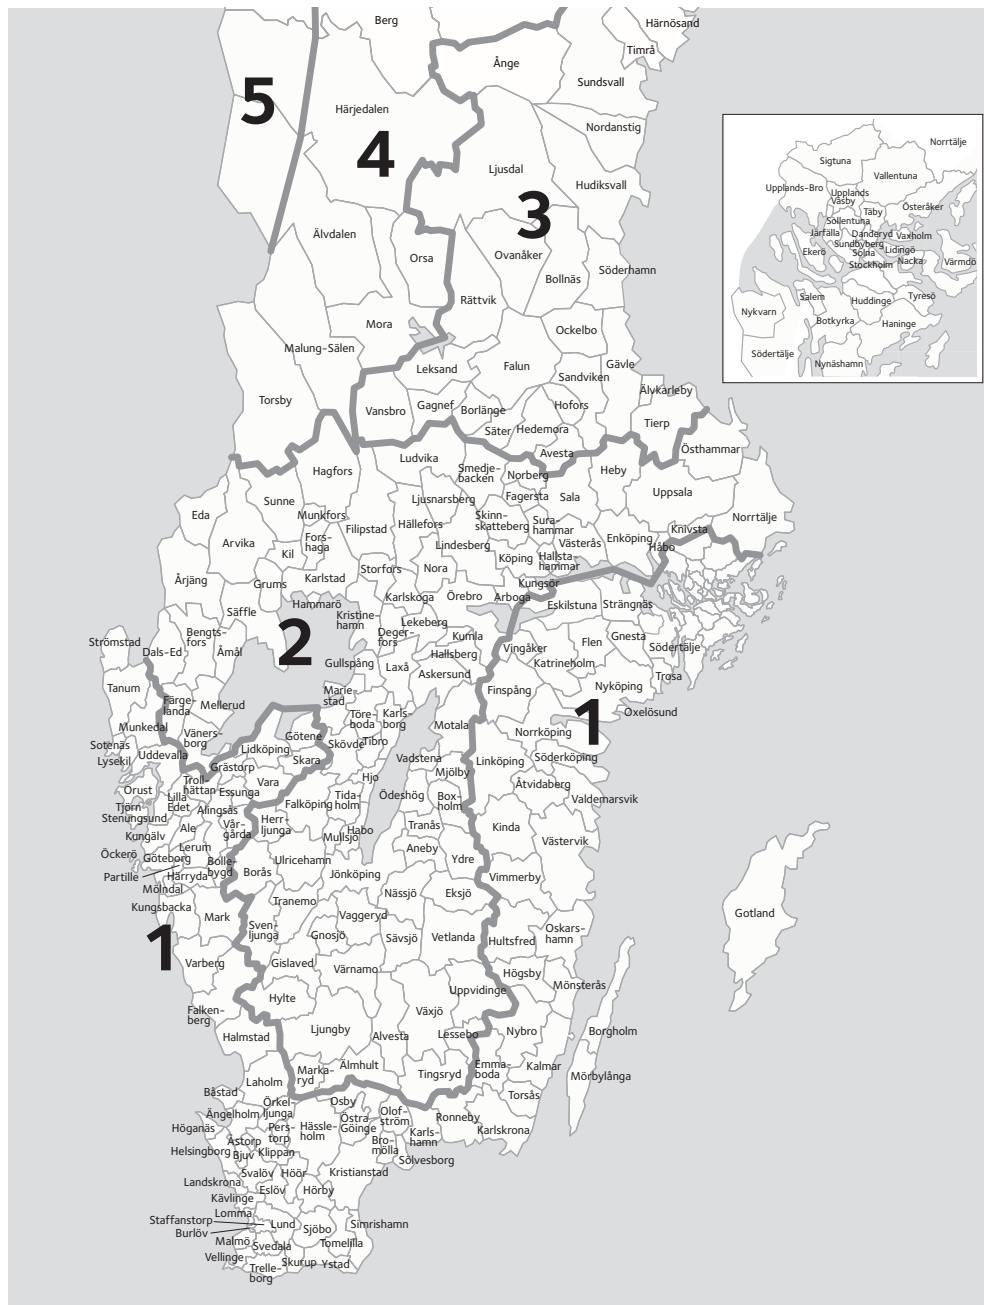 Berg
Härnösand
Timrå
Ånge
Sundsvall
5
Härjedalen
4
Nordanstig
Ljusdal
Hudiksvall
3
Älvdalen
Orsa
Ovanåker
Söderhamn
Bollnäs
Rättvik
Mora
Ockelbo
Malung-Sälen
Leksand
Falun
Gävle
Sandviken
Älvkarleby
Torsby
Vansbro
Gagnef
Borlänge
Hofors
Tierp
Säter
Hedemora
Östhammar
Avesta
Ludvika
Hagfors
Smedje-
backen
Norberg
Heby
Uppsala
Sunne
Ljusnarsberg
Fagersta
Sala
Eda
Munkfors
Skinn-
skatteberg
Norrtälje
Filipstad
Hällefors
Sura-
hammar
Knivsta
Arvika
Fors-
haga
Lindesberg
Västerås
Enköping
Håbo
Kil
Köping
Hallsta-
hammar
Årjäng
Grums
Karlstad
Storfors
Nora
Kungsör
Karlskoga
Örebro
Arboga
Eskilstuna
Strängnäs
Säffle
Hammarö
Kristine-
hamn
Lekeberg
Strömstad
Bengts-
fors
2
Deger-
fors
Kumla
Vingåker
Flen
Gnesta
Södertälje
Dals-Ed
Åmål
Hallsberg
Katrineholm
Gullspång
Laxå
Askersund
Trosa
Tanum
Färge-
landa
Mellerud
Marie-
stad
Finspång
Nyköping
Oxelösund
1
Munkedal
Töre-
boda
Karls-
borg
Motala
Norrköping
Sotenäs
Väners-
borg
Götene
Skövde
Tibro
Lysekil
Uddevalla
Lidköping
Skara
Vadstena
Linköping
Söderköping
Grästorp
Mjölby
Orust
Troll-
hättan
Vara
Hjo
Åtvidaberg
Essunga
Lilla
Edet
Tida-
holm
Ödeshög
Box-
holm
Valdemarsvik
Tjörn
Falköping
Stenungsund
Alingsås
Herr-
ljunga
Kungälv
Ale
Vår-
gårda
Habo
Mullsjö
Tranås
Kinda
Västervik
Öckerö
Lerum
Aneby
Göteborg
Ulricehamn
Ydre
Bolle-
bygd
Borås
Jönköping
Partille
Härryda
Vimmerby
Mölndal
Nässjö
Eksjö
Kungsbacka
Tranemo
Gotland
Mark
Vaggeryd
Sven-
ljunga
Gnosjö
Sävsjö
Vetlanda
Oskars-
hamn
Hultsfred
1
Varberg
Gislaved
Värnamo
Högsby
Mönsterås
Hylte
Uppvidinge
Falken-
berg
Växjö
Halmstad
Ljungby
Alvesta
Lessebo
Nybro
Borgholm
Marka-
ryd
Älmhult
Tingsryd
Emma-
boda
Kalmar
Mörbylånga
Laholm
Båstad
Torsås
Örkel-
ljunga
Osby
Ängelholm
Östra
Göinge
Olof-
ström
Ronneby
Höganäs
Pers-
torp
Hässle-
holm
Karls-
hamn
Karlskrona
Åstorp
Bro-
mölla
Helsingborg
Bjuv
Klippan
Sölvesborg
Svalöv
Höör
Kristianstad
Landskrona
Eslöv
Hörby
Kävlinge
Lomma
Staffanstorp
Lund
Sjöbo
Simrishamn
Burlöv
Malmö
Svedala
Tomelilla
Vellinge
Skurup
Ystad
Trelle-
borg
Norrtälje
Sigtuna
Vallentuna
Upplands-Bro
Upplands
Väsby
Täby
Österåker
Sollentuna
Järfälla
Danderyd
Vaxholm
Sundbyberg
Ekerö
Solna
Lidingö
Stockholm
Nacka
Värmdö
Salem
Huddinge
Tyresö
Nykvarn
Botkyrka
Haninge
Södertälje
Nynäshamn